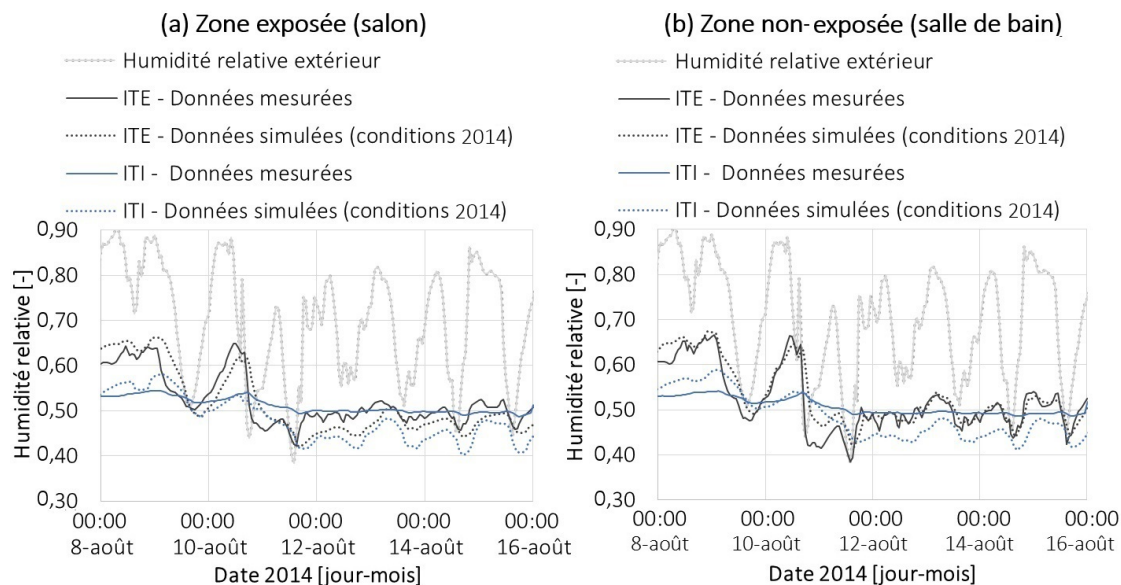 (a) Zone exposée (salon)
Humidité relative extérieur
ITE - Données mesurées
ITE - Données simulées (conditions 2014)
ITI -  Données mesurées
ITI - Données simulées (conditions 2014)
0,90
0,80
0,70
0,60
0,50
0,40
0,30
Humidité relative [-]
00:00 00:00 00:00 00:00 00:00
8-août 10-août 12-août 14-août 16-août
Date 2014 [jour-mois]
(b) Zone non-exposée (salle de bain)
Humidité relative extérieur
ITE - Données mesurées
ITE - Données simulées (conditions 2014)
ITI -  Données mesurées
ITI - Données simulées (conditions 2014)
0,90
0,80
0,70
0,60
0,50
0,40
0,30
Humidité relative [-]
00:00 00:00 00:00 00:00 00:00
8-août 10-août 12-août 14-août 16-août
Date 2014 [jour-mois]